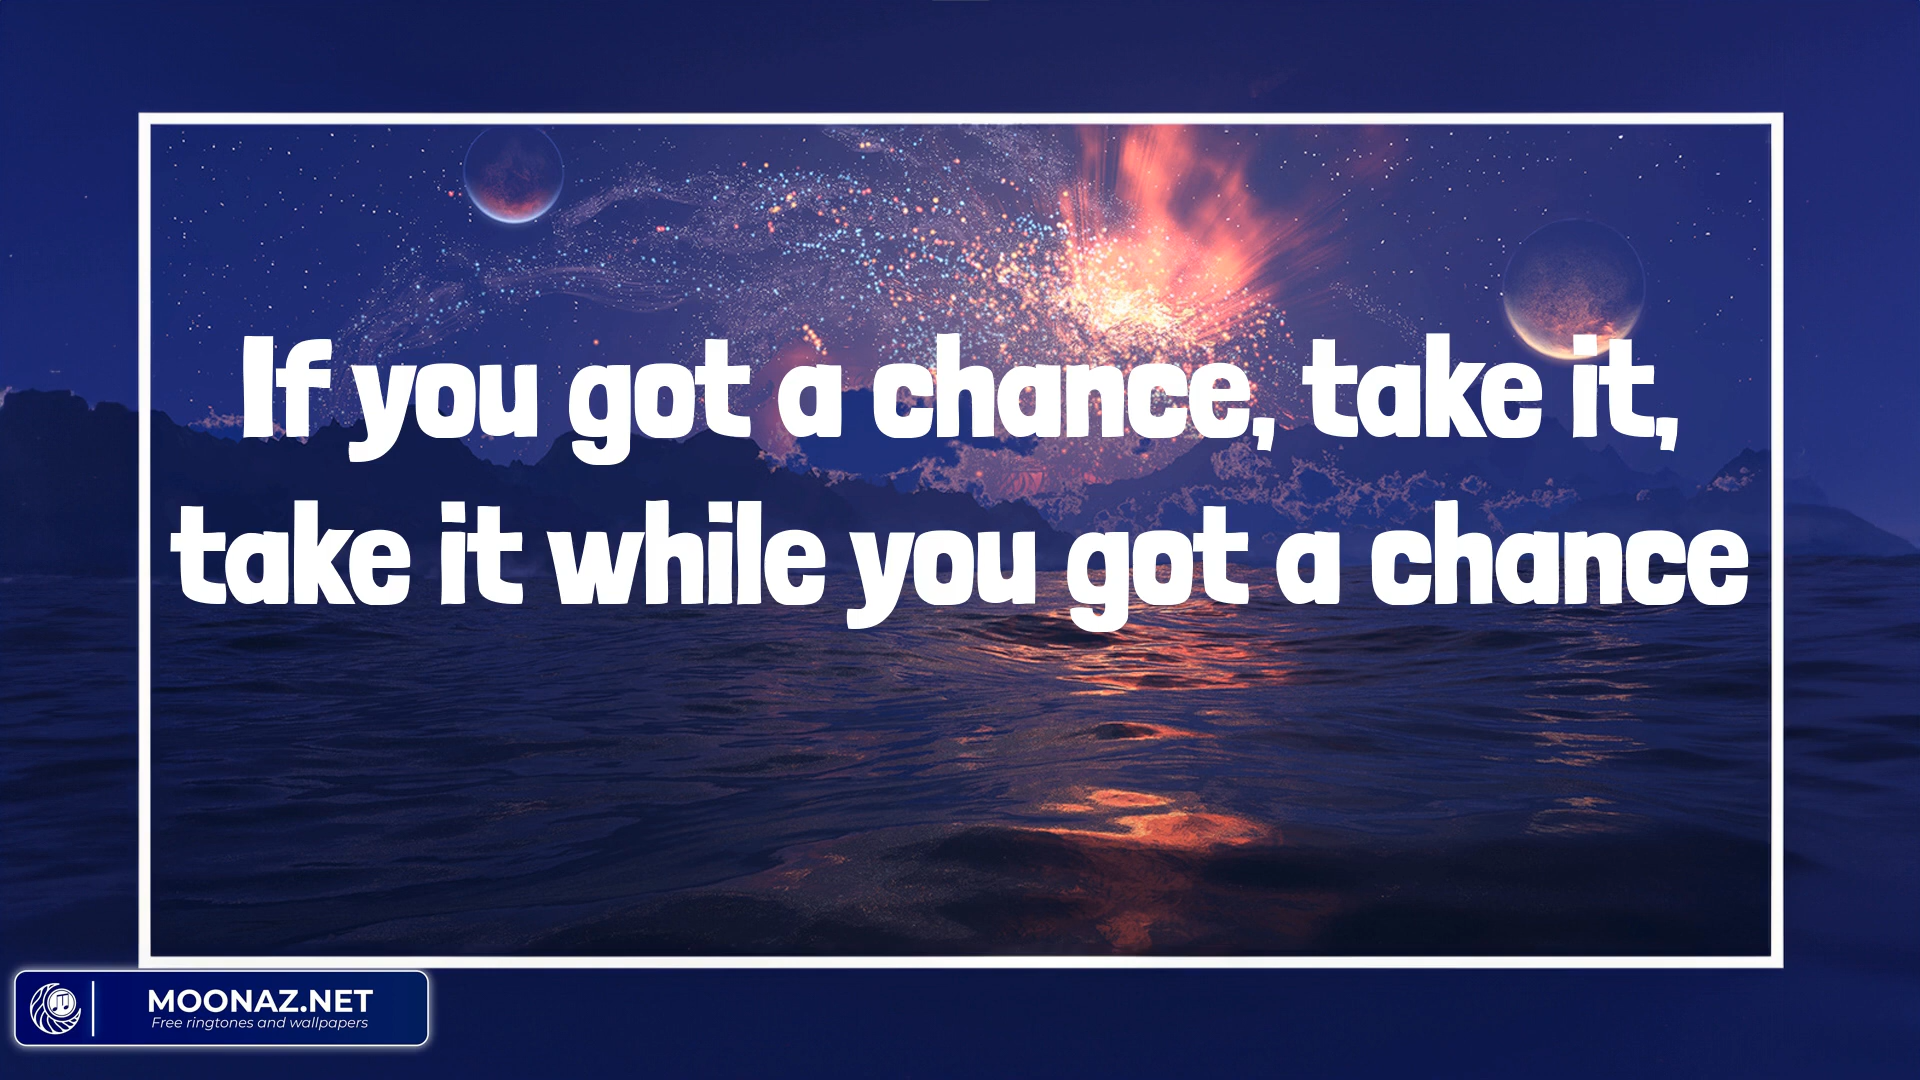 If you got a chance, take it,
take it while you got a chance
MOONAZ.NET
Free ringtones and wallpapers